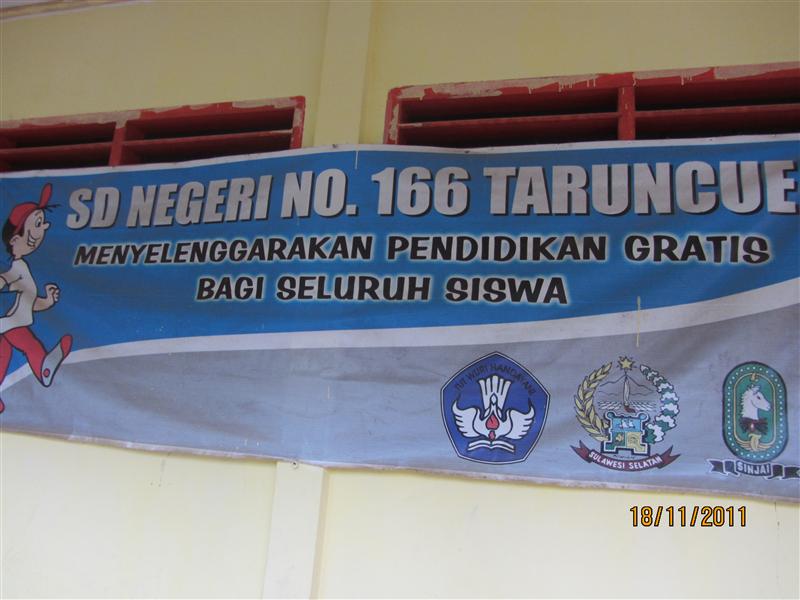 SD NEGERI NO. 166 TARUNCUE
MENYELENGGARAKAN PENDIDIKAN GRATIS
BAGI SELURUH SISWA
TUT WURI HANDAYANI
SULAWESI SELATAN
SINJAI
18/11/2011